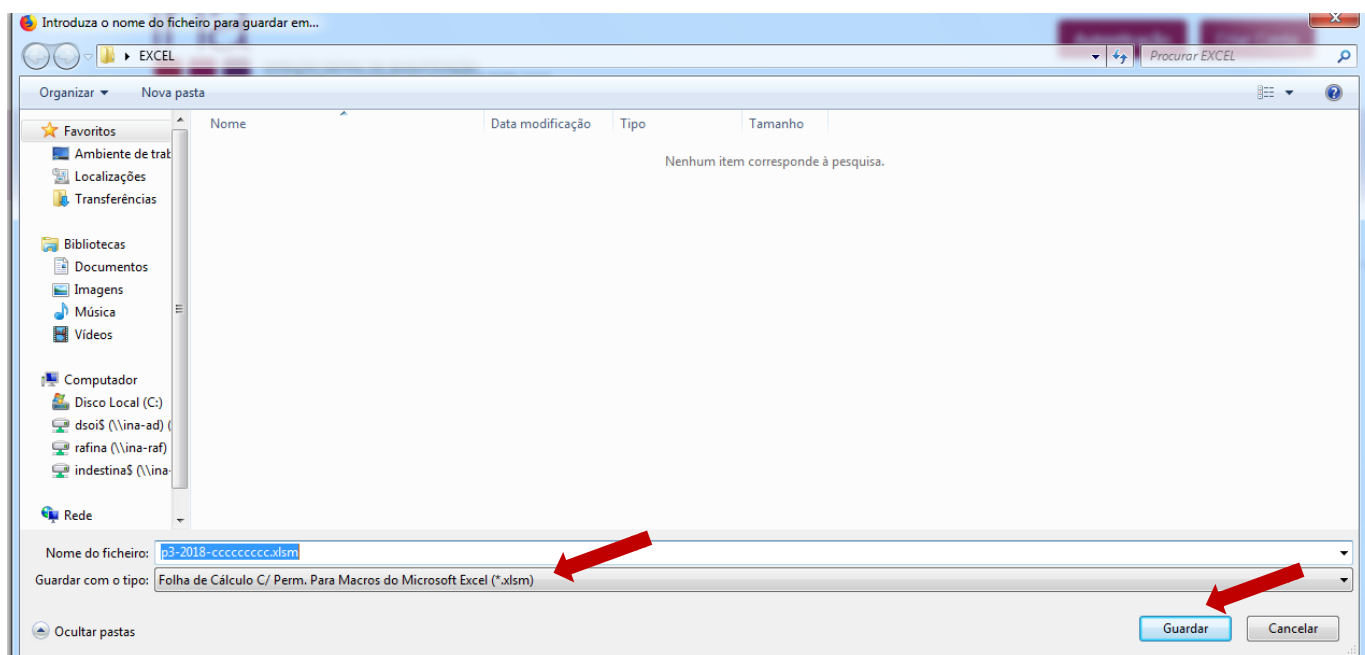 Introduza o nome do ficheiro para guardar em...
EXCEL
Procurar EXCEL
Organizar
Nova pasta
Nome
Data modificação
Tipo
Tamanho
Nenhum item corresponde à pesquisa.
Favoritos
Ambiente de trab
Localizações
Transferências
Bibliotecas
Documentos
Imagens
Música
Vídeos
Computador
Disco Local (C:)
dsoi$ (\\ina-ad) (
rafina (\\ina-raf)
indestina$ (\\ina-
Rede
Nome do ficheiro: p3-2018-ccccccccc.xlsm
Guardar com o tipo: Folha de Cálculo C/ Perm. Para Macros do Microsoft Excel (*.xlsm)
Ocultar pastas
Guardar
Cancelar